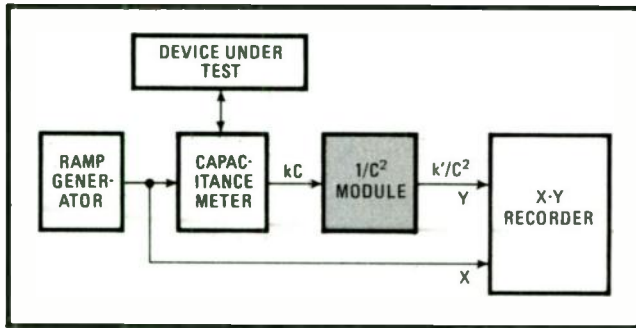 DEVICE UNDER
TEST
RAMP
GENER-
ATOR
CAPAC-
ITANCE
METER
kC
1/C²
MODULE
k'/C²
Y
X-Y
RECORDER
X